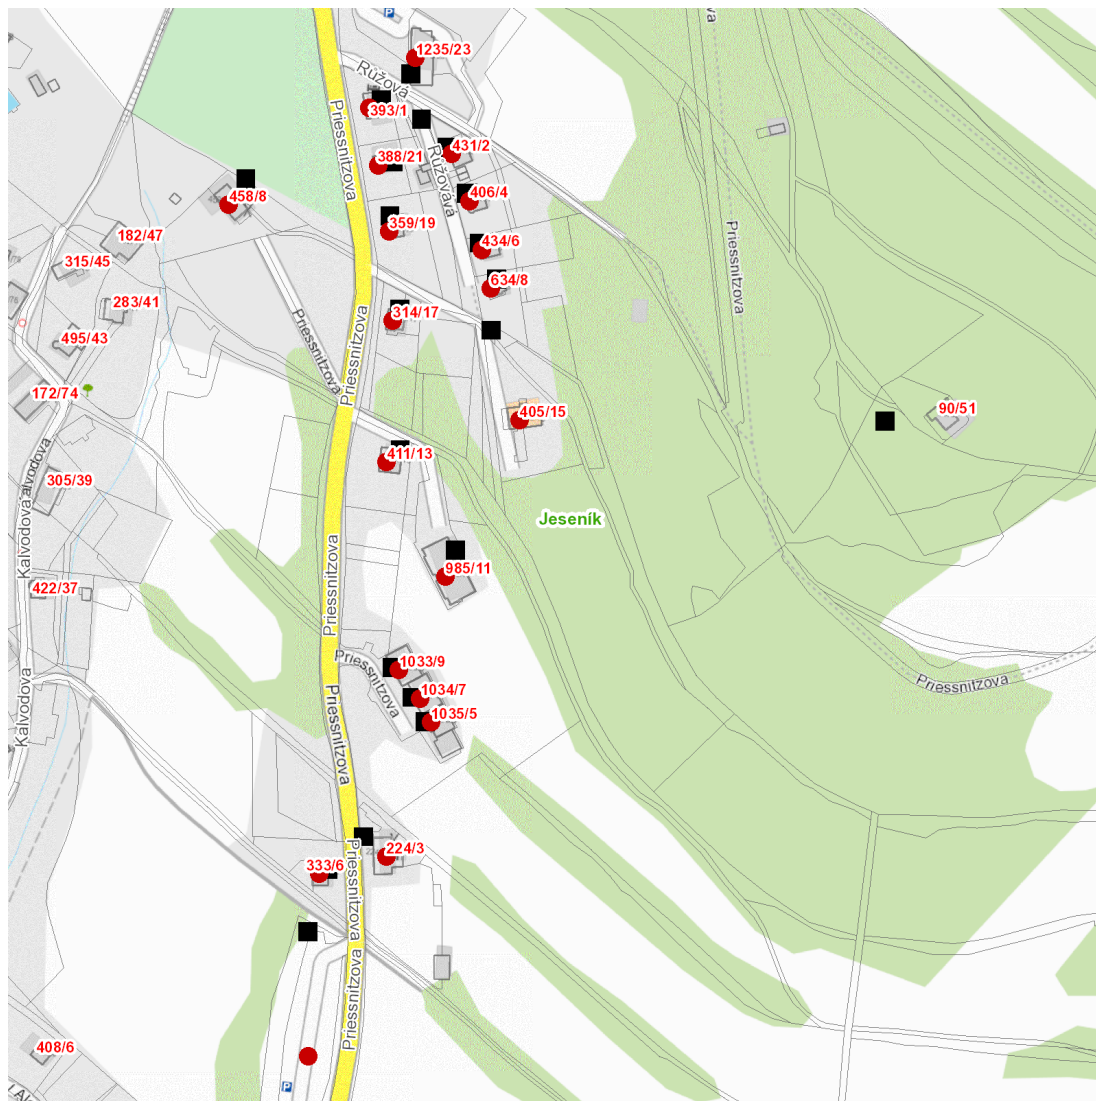 P
1235/23
Růžová
393/1
Priessnitzova
388/21
431/2
Růžová
406/4
458/8
359/19
182/47
434/6
Priessnitzova
315/45
634/8
283/41
314/17
Priessnitzova
Priessnitzova
495/43
172/74
405/15
90/51
411/13
Kalvodova
305/39
Jeseník
Priessnitzova
985/11
422/37
Priessnitzova
1033/9
Kalvodova
1034/7
Priessnitzova
1035/5
Priessnitzova
224/3
333/6
Priessnitzova
Priessnitzova
408/6
P